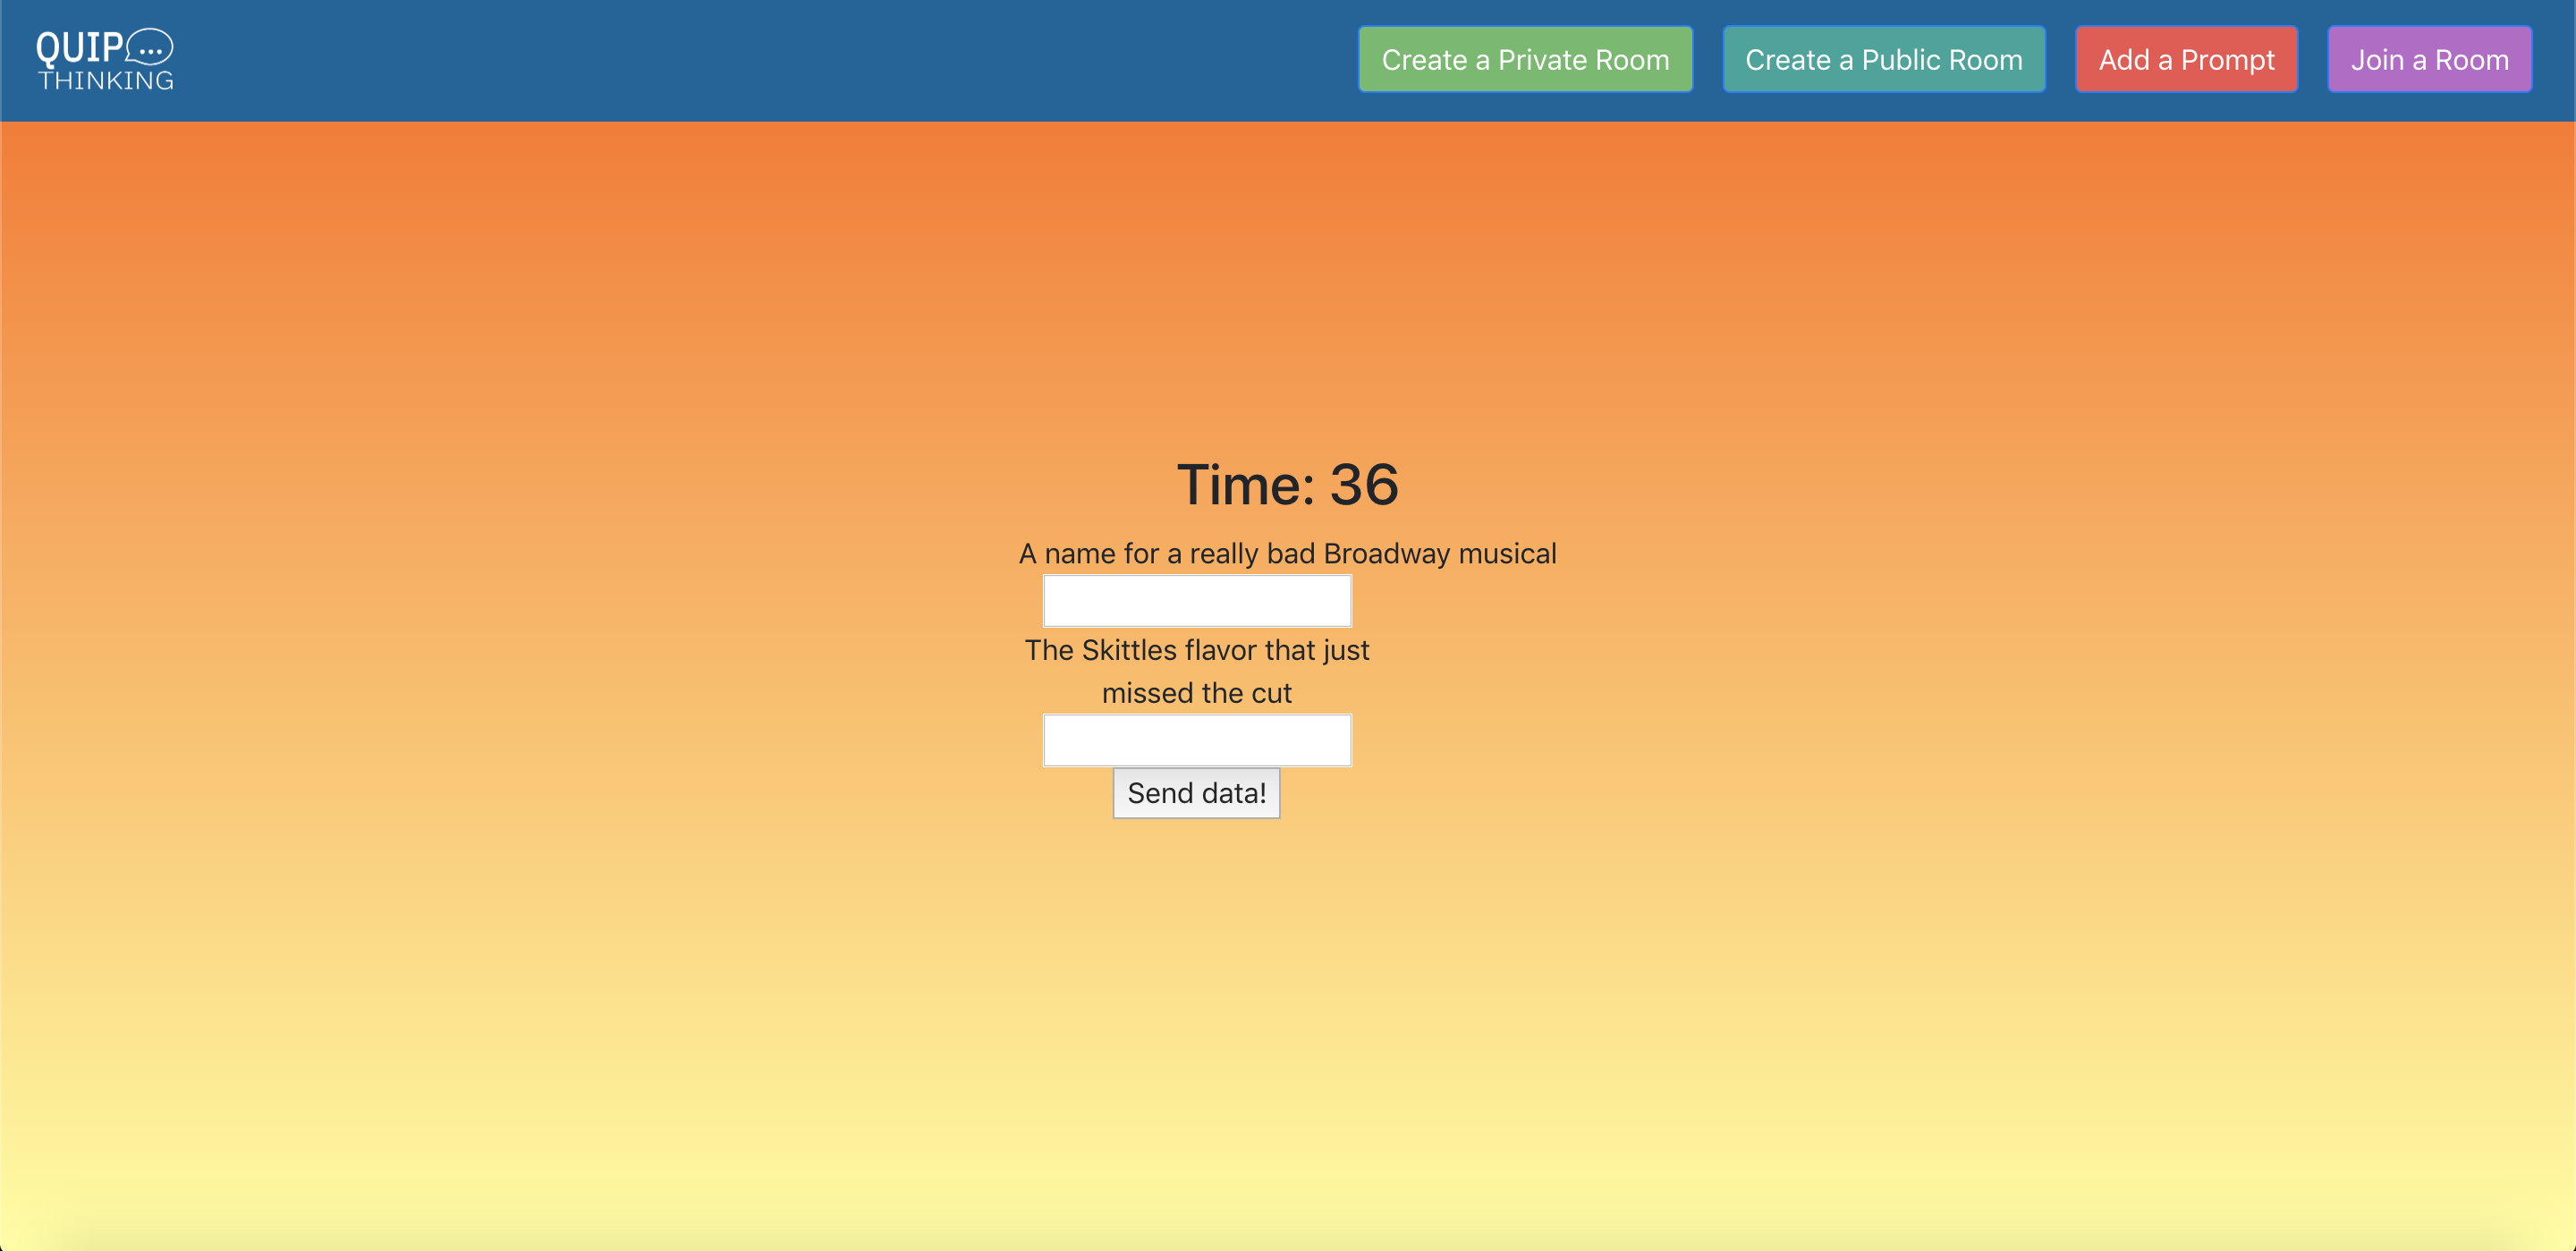 QUIP...
THINKING
Create a Private Room
Create a Public Room
Add a Prompt
Join a Room
Time: 36
A name for a really bad Broadway musical
The Skittles flavor that just
missed the cut
Send data!